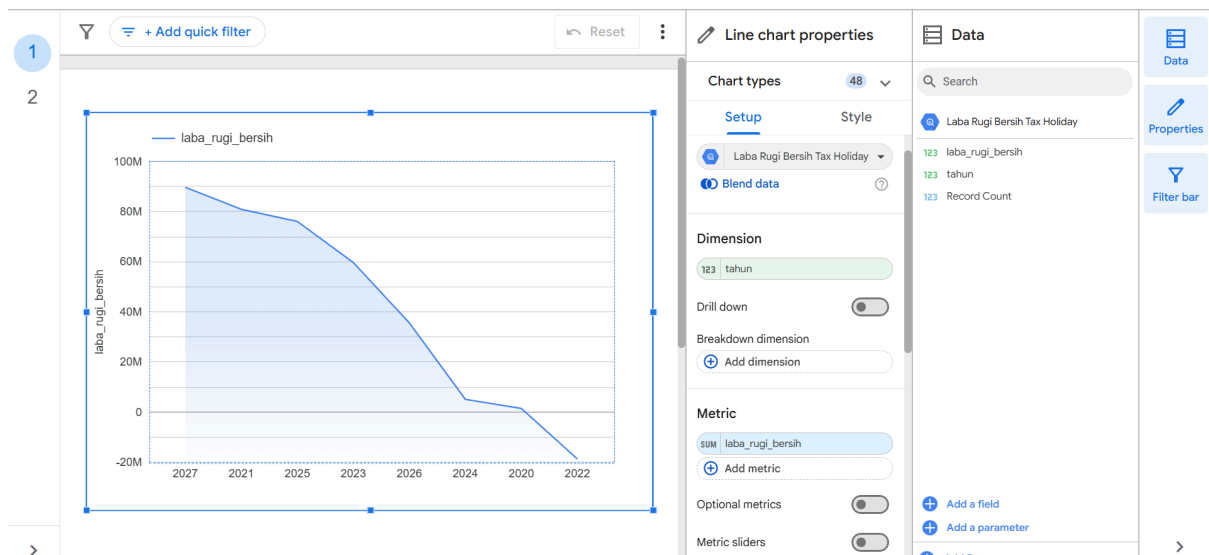 1
2
+ Add quick filter
Reset
laba_rugi_bersih
laba_rugi_bersih
100M
80M
60M
40M
20M
0
-20M
2027 2021 2025 2023 2026 2024 2020 2022
Line chart properties
Chart types 48
Setup Style
Laba Rugi Bersih Tax Holiday
Blend data
Dimension
123 tahun
Drill down
Breakdown dimension
Add dimension
Metric
SUM laba_rugi_bersih
Add metric
Optional metrics
Metric sliders
Data
Search
Laba Rugi Bersih Tax Holiday
123 laba_rugi_bersih
123 tahun
123 Record Count
Add a field
Add a parameter
Data
Properties
Filter bar